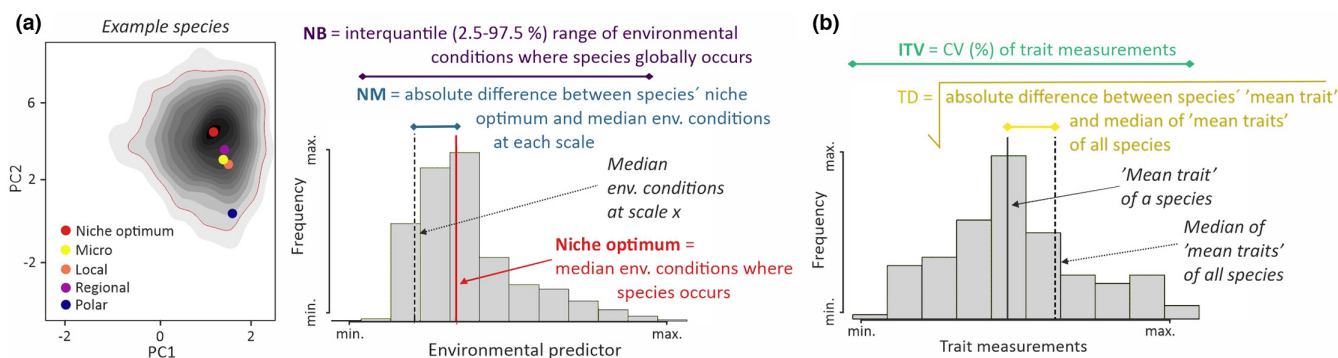 (a)
Example species
6
2
-2
PC2
-2
0
2
PC1
Niche optimum
Micro
Local
Regional
Polar
NB = interquantile (2.5-97.5 %) range of environmental
conditions where species globally occurs
NM = absolute difference between species´ niche
optimum and median env. conditions
at each scale
max.
Frequency
min.
Median
env. conditions
at scale x
Niche optimum =
median env. conditions where
species occurs
min.
max.
Environmental predictor
(b)
ITV = CV (%) of trait measurements
TD =
absolute difference between species´ 'mean trait'
and median of 'mean traits'
of all species
max.
Frequency
min.
'Mean trait'
of a species
Median of
'mean traits'
of all species
min.
max.
Trait measurements